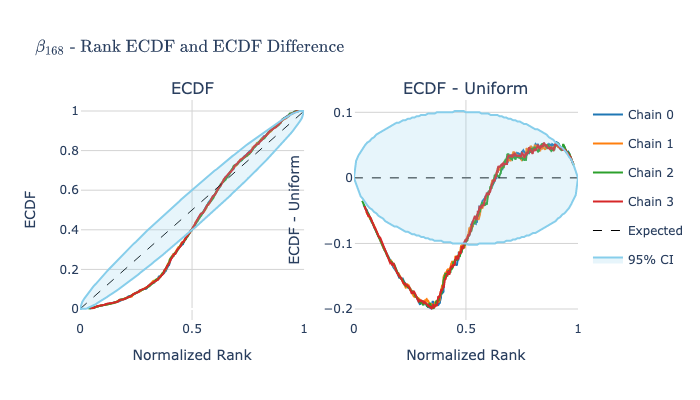 β₁₆₈ - Rank ECDF and ECDF Difference
ECDF
ECDF
1
0.8
0.6
0.4
0.2
0
0
0.5
1
Normalized Rank
ECDF - Uniform
ECDF - Uniform
0.1
0
−0.1
−0.2
0
0.5
1
Normalized Rank
Chain 0
Chain 1
Chain 2
Chain 3
Expected
95% CI